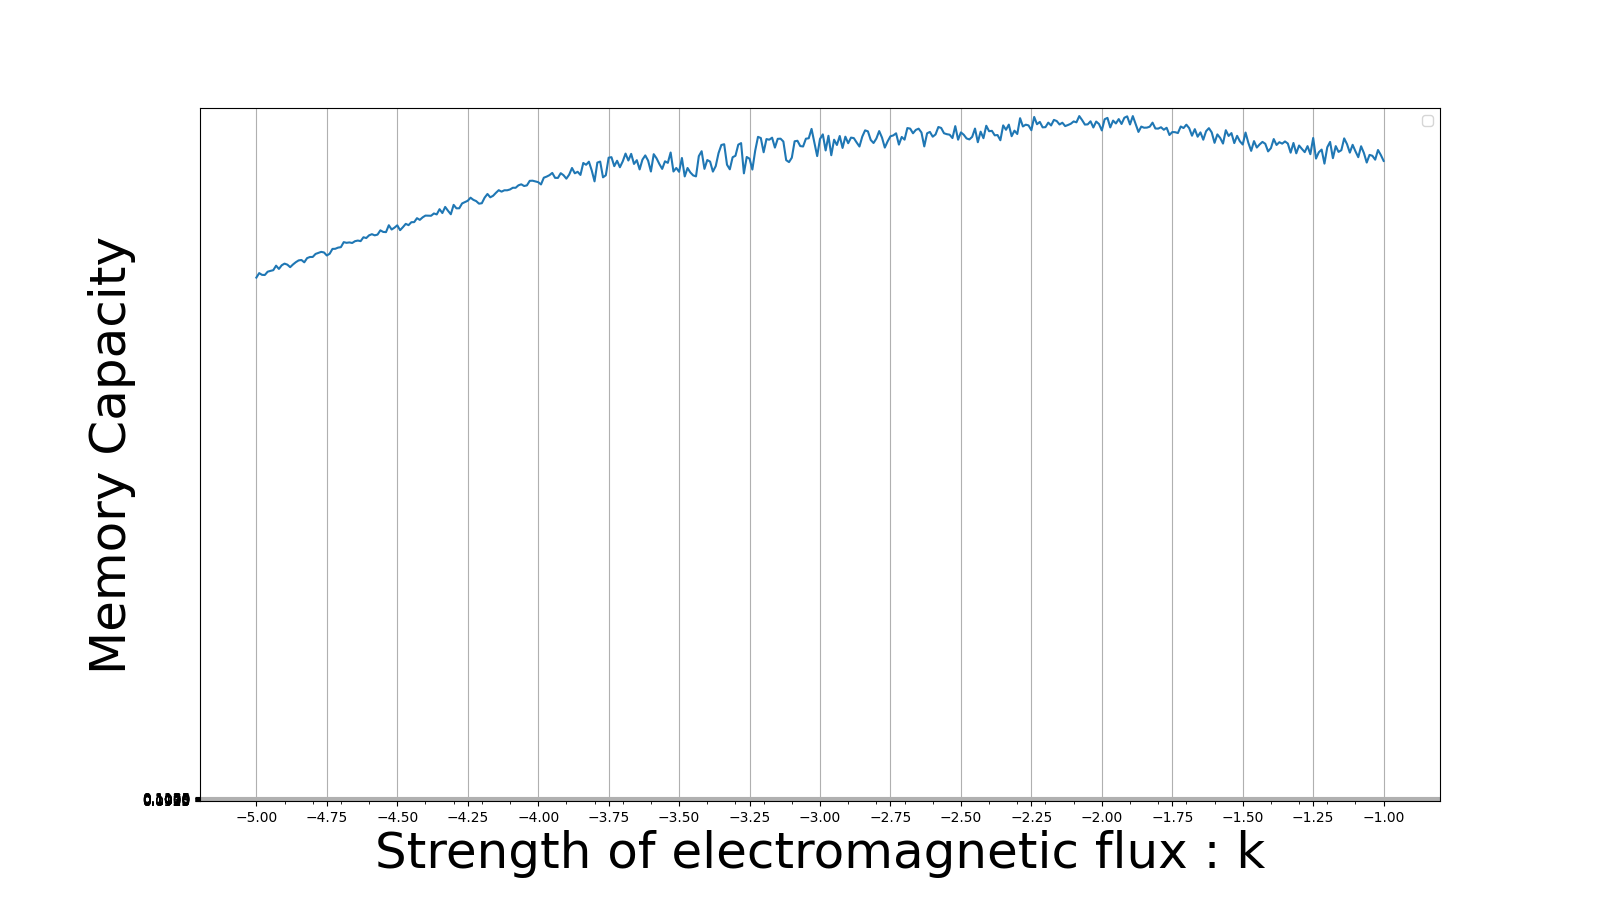 Memory Capacity
−5.00 −4.75 −4.50 −4.25 −4.00 −3.75 −3.50 −3.25 −3.00 −2.75 −2.50 −2.25 −2.00 −1.75 −1.50 −1.25 −1.00
Strength of electromagnetic flux : k